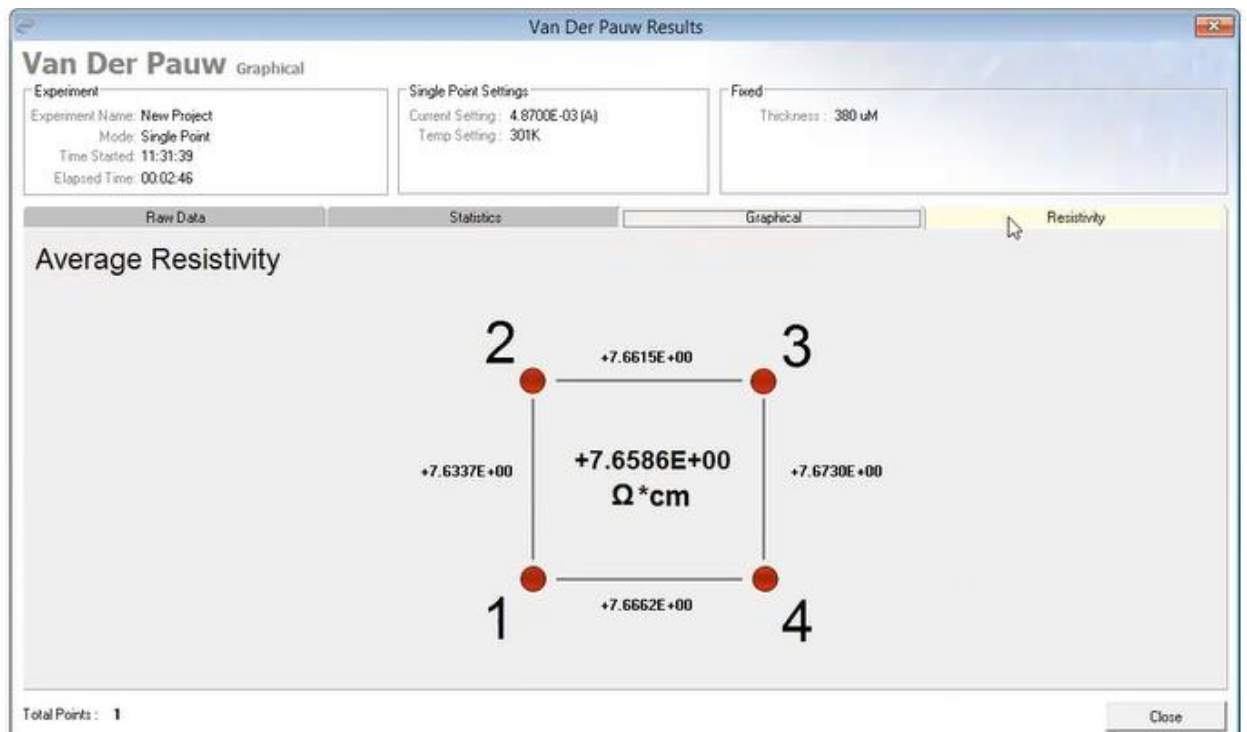 Van Der Pauw Results
Van Der Pauw Graphical
Experiment
Experiment Name: New Project
Mode: Single Point
Time Started: 11:31:39
Elapsed Time: 00:02:46
Single Point Settings
Current Setting : 4.8700E-03 (A)
Temp Setting : 301K
Fixed
Thickness : 380 uM
Raw Data Statistics Graphical Resistivity
Average Resistivity
2 +7.6615E+00 3
+7.6337E+00 +7.6586E+00 +7.6730E+00
Ω*cm
1 +7.6662E+00 4
Total Points : 1 Close